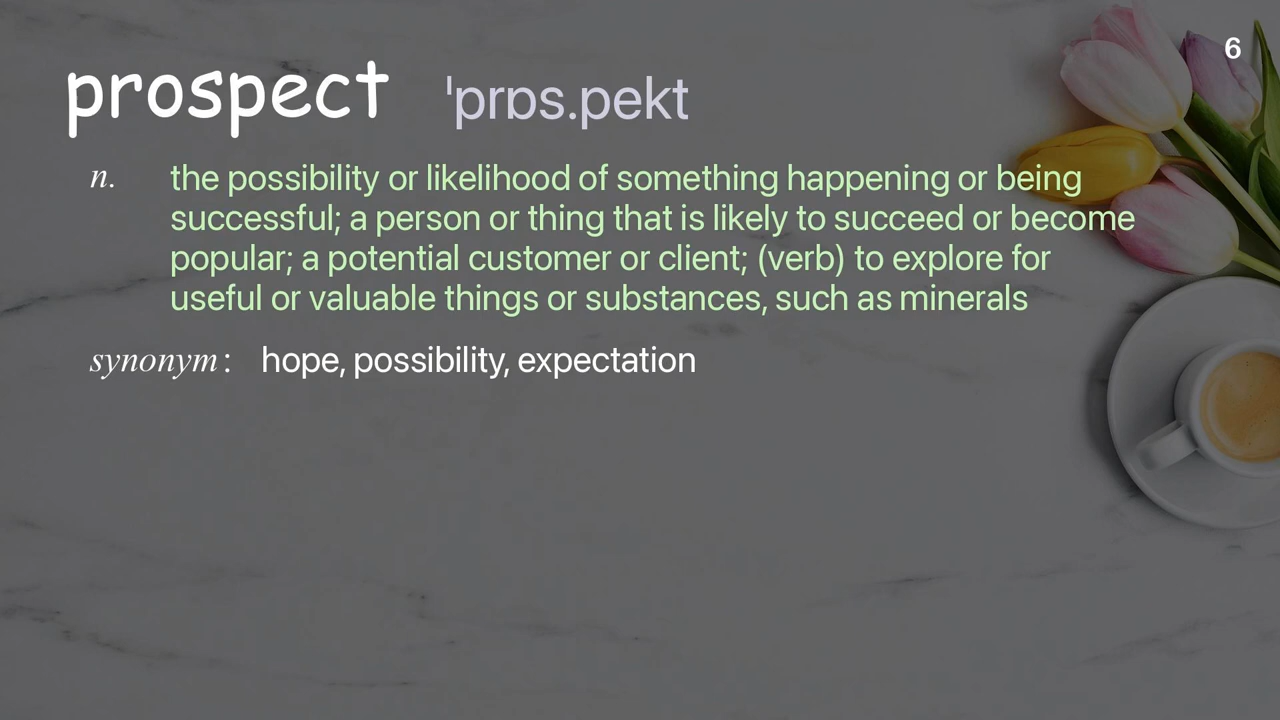 6
prospect ˈprɒs.pekt
n. the possibility or likelihood of something happening or being
successful; a person or thing that is likely to succeed or become
popular; a potential customer or client; (verb) to explore for
useful or valuable things or substances, such as minerals
synonym: hope, possibility, expectation